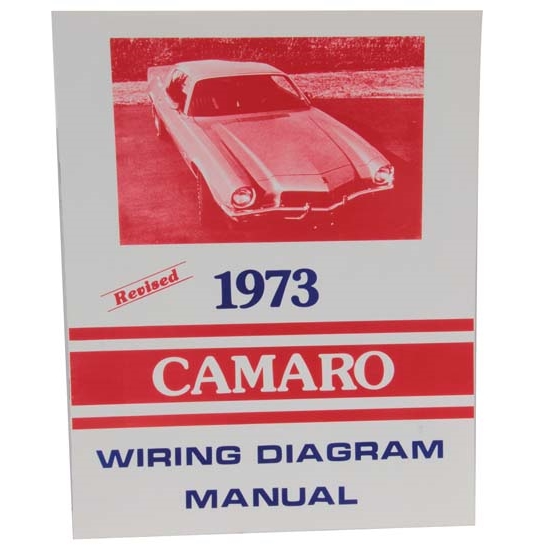 Revised
1973
CAMARO
WIRING DIAGRAM
MANUAL